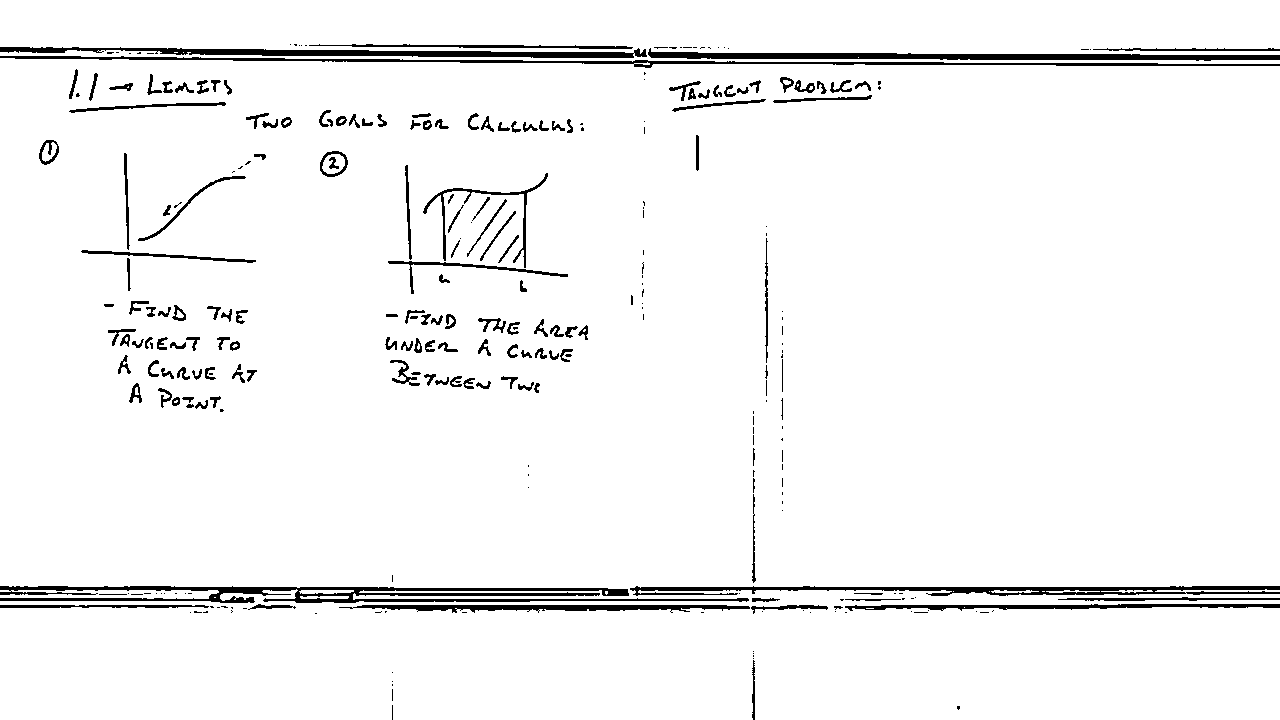 1.1 → LIMITS
TWO GOALS FOR CALCULUS:
①
- FIND THE
TANGENT TO
A CURVE AT
A POINT.
②
a b
- FIND THE AREA
UNDER A CURVE
BETWEEN TWO
TANGENT PROBLEM: